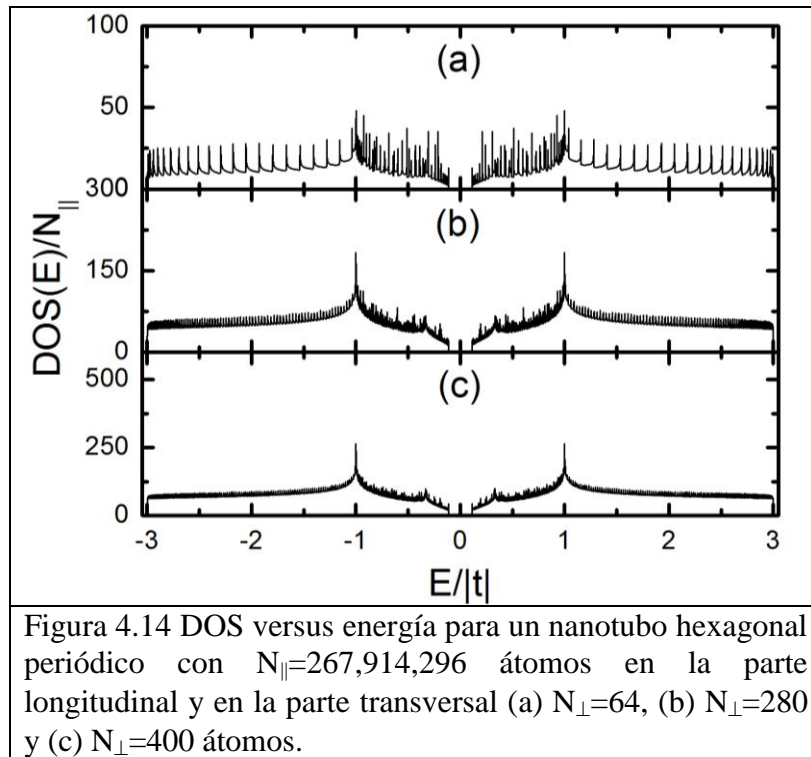 100
(a)
50
300
(b)
150
0
500
(c)
250
0
-3 -2 -1 0 1 2 3
DOS(E)/N||
E/|t|
Figura 4.14 DOS versus energía para un nanotubo hexagonal
periódico con N||=267,914,296 átomos en la parte
longitudinal y en la parte transversal (a) N⊥=64, (b) N⊥=280
y (c) N⊥=400 átomos.